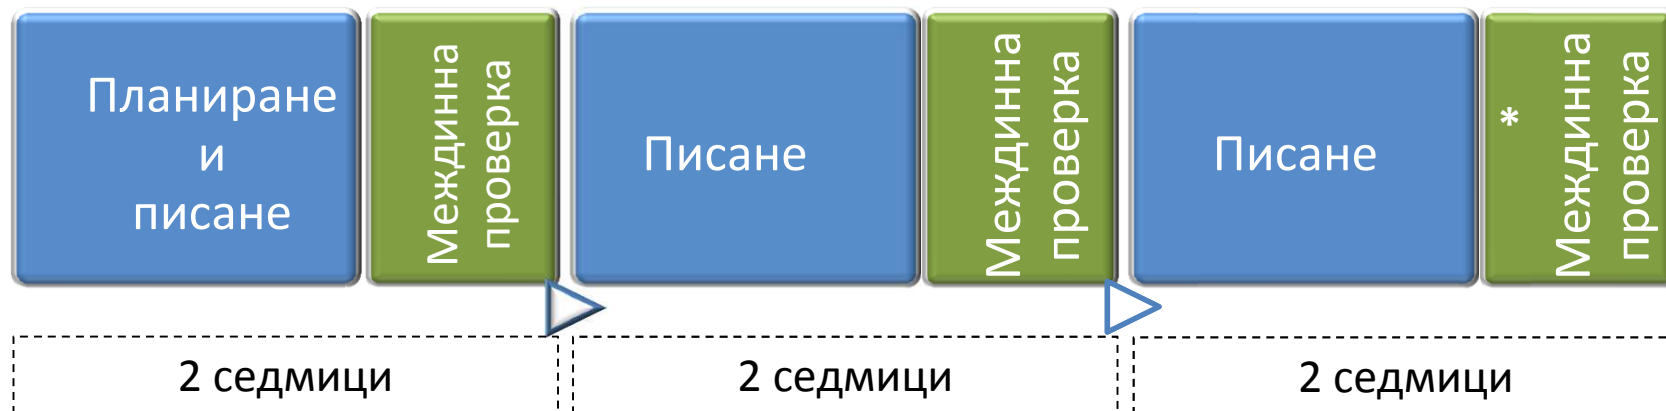 Планиране
и
писане
Междинна
проверка
Писане
Междинна
проверка
Писане
*
Междинна
проверка
2 седмици
2 седмици
2 седмици